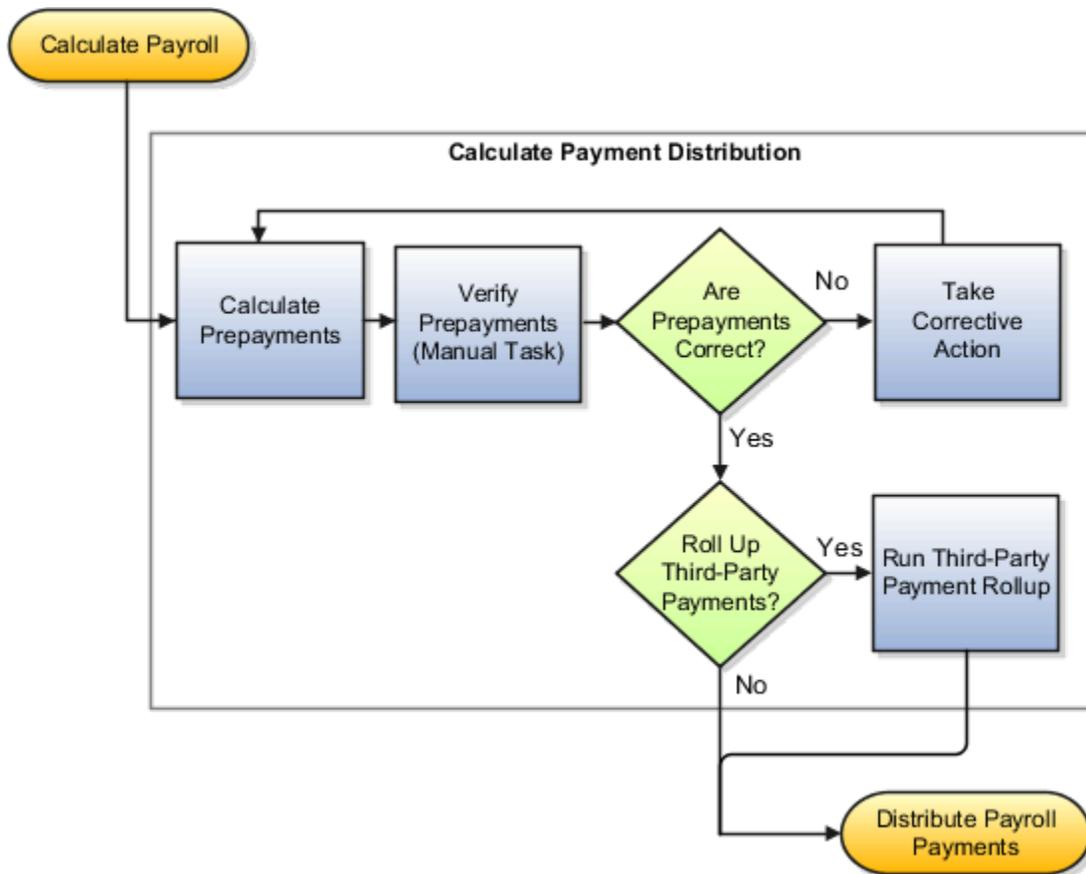 Calculate Payroll
Calculate Payment Distribution
Calculate
Prepayments
Verify
Prepayments
(Manual Task)
Are
Prepayments
Correct?
No
Take
Corrective
Action
Yes
Roll Up
Third-Party
Payments?
Yes
Run Third-Party
Payment Rollup
No
Distribute Payroll
Payments